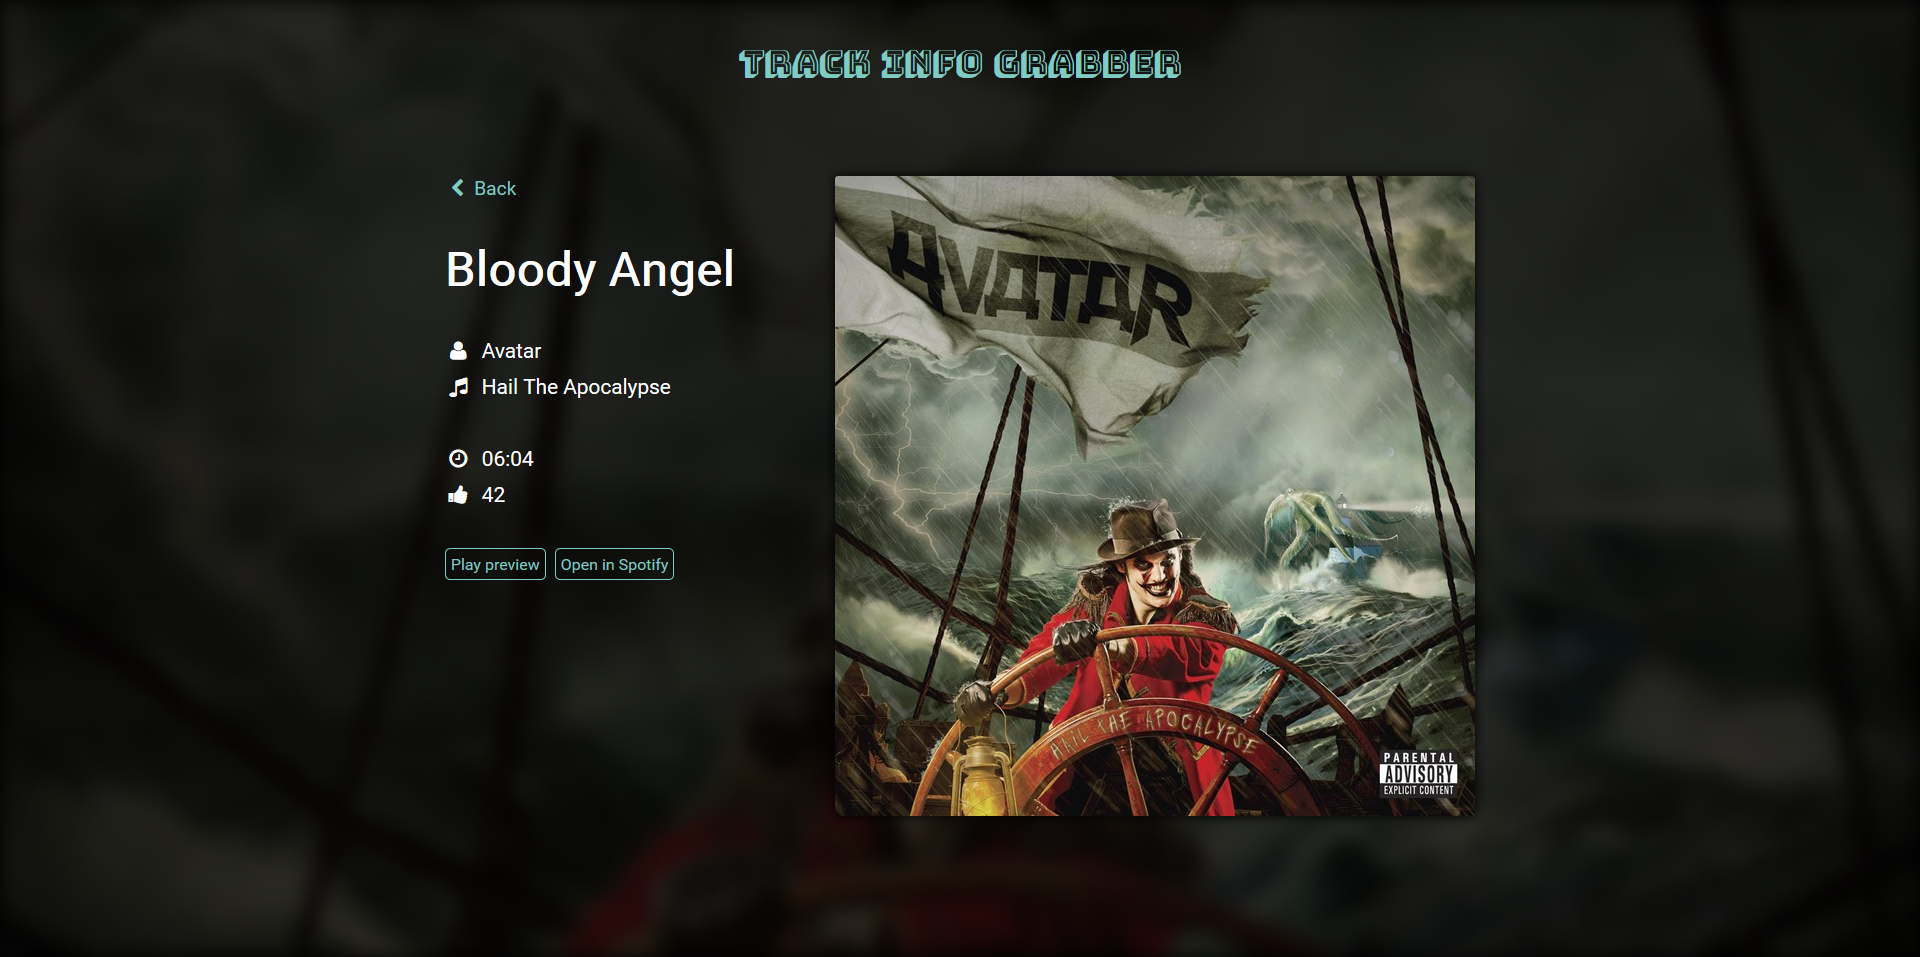 TRACK INFO GRABBER
Back
Bloody Angel
Avatar
Hail The Apocalypse
06:04
42
Play preview
Open in Spotify
AVATAR
HAIL THE APOCALYPSE
PARENTAL
ADVISORY
EXPLICIT CONTENT